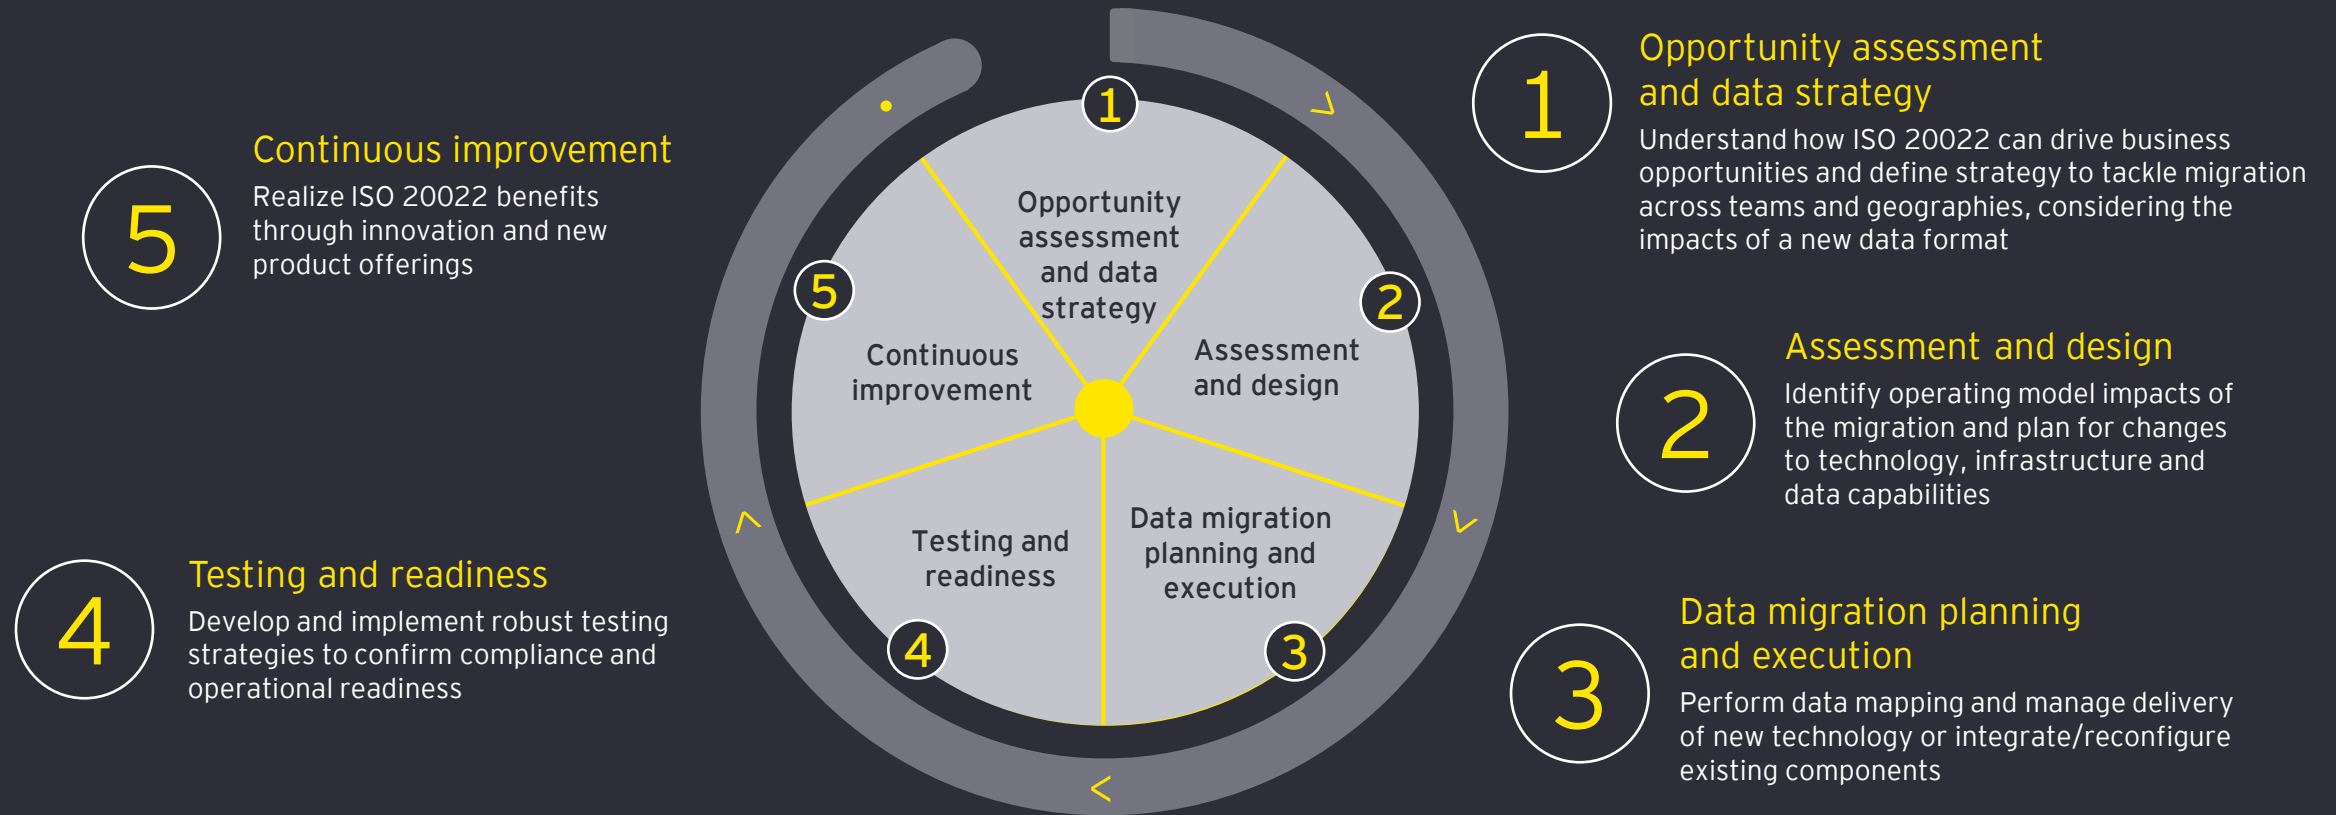 1
Opportunity assessment
and data strategy
Understand how ISO 20022 can drive business
opportunities and define strategy to tackle migration
across teams and geographies, considering the
impacts of a new data format
2
Assessment and design
Identify operating model impacts of
the migration and plan for changes
to technology, infrastructure and
data capabilities
3
Data migration planning
and execution
Perform data mapping and manage delivery
of new technology or integrate/reconfigure
existing components
4
Testing and readiness
Develop and implement robust testing
strategies to confirm compliance and
operational readiness
5
Continuous improvement
Realize ISO 20022 benefits
through innovation and new
product offerings
1
Opportunity
assessment
and data
strategy
2
Assessment
and design
3
Data migration
planning and
execution
4
Testing and
readiness
5
Continuous
improvement